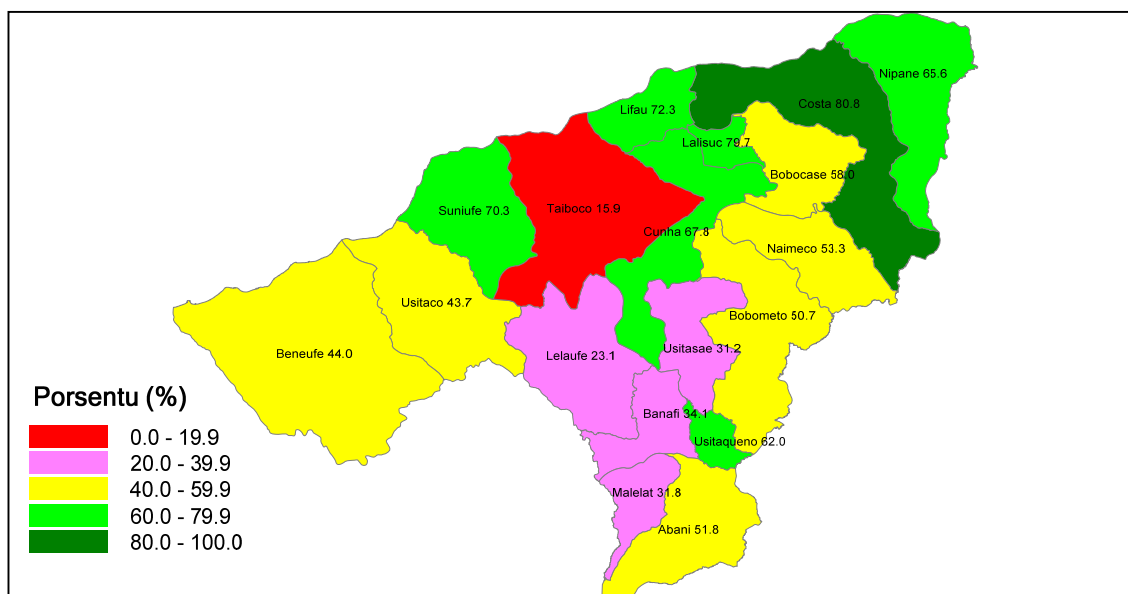 Nipane 65.6
Costa 80.8
Lifau 72.3
Lalisuc 79.7
Bobocase 58.0
Taiboco 15.9
Suniufe 70.3
Cunha 67.8
Naimeco 53.3
Usitaco 43.7
Bobometo 50.7
Usitasae 31.2
Beneufe 44.0
Lelaufe 23.1
Banafi 34.1
Usitaqueno 62.0
Malelat 31.8
Abani 51.8
Porsentu (%)
0.0 - 19.9
20.0 - 39.9
40.0 - 59.9
60.0 - 79.9
80.0 - 100.0